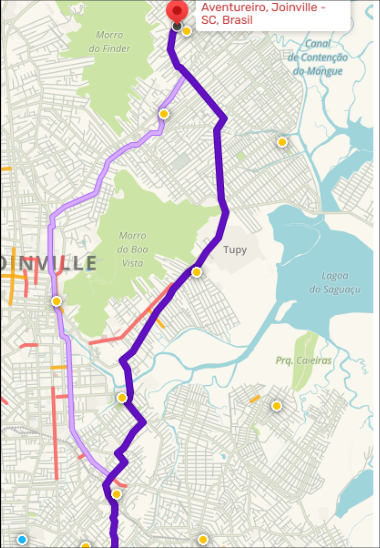 Aventureiro, Joinville -
SC, Brasil
Morro
do Finder
Canal
de Contenção
do Mangue
Morro
do Boa
Vista
Tupy
OINVILLE
Lagoa
do Saguaçu
Prq. Caieiras